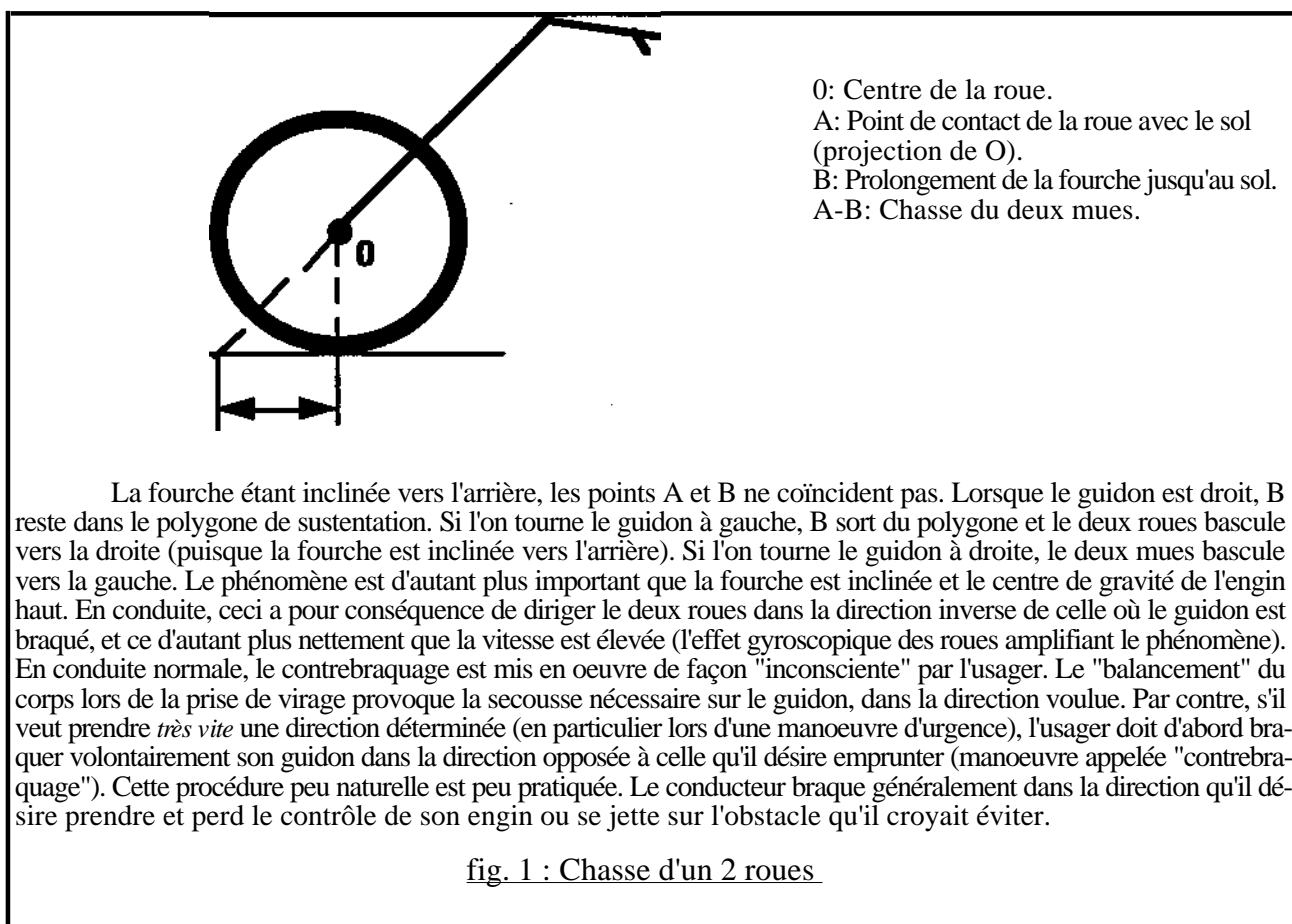 0: Centre de la roue.
A: Point de contact de la roue avec le sol
(projection de O).
B: Prolongement de la fourche jusqu'au sol.
A-B: Chasse du deux mues.
0
La fourche étant inclinée vers l'arrière, les points A et B ne coïncident pas. Lorsque le guidon est droit, B
reste dans le polygone de sustentation. Si l'on tourne le guidon à gauche, B sort du polygone et le deux roues bascule
vers la droite (puisque la fourche est inclinée vers l'arrière). Si l'on tourne le guidon à droite, le deux mues bascule
vers la gauche. Le phénomène est d'autant plus important que la fourche est inclinée et le centre de gravité de l'engin
haut. En conduite, ceci a pour conséquence de diriger le deux roues dans la direction inverse de celle où le guidon est
braqué, et ce d'autant plus nettement que la vitesse est élevée (l'effet gyroscopique des roues amplifiant le phénomène).
En conduite normale, le contrebraquage est mis en oeuvre de façon "inconsciente" par l'usager. Le "balancement" du
corps lors de la prise de virage provoque la secousse nécessaire sur le guidon, dans la direction voulue. Par contre, s'il
veut prendre très vite une direction déterminée (en particulier lors d'une manoeuvre d'urgence), l'usager doit d'abord bra-
quer volontairement son guidon dans la direction opposée à celle qu'il désire emprunter (manoeuvre appelée "contrebra-
quage"). Cette procédure peu naturelle est peu pratiquée. Le conducteur braque généralement dans la direction qu'il dé-
sire prendre et perd le contrôle de son engin ou se jette sur l'obstacle qu'il croyait éviter.
fig. 1 : Chasse d'un 2 roues